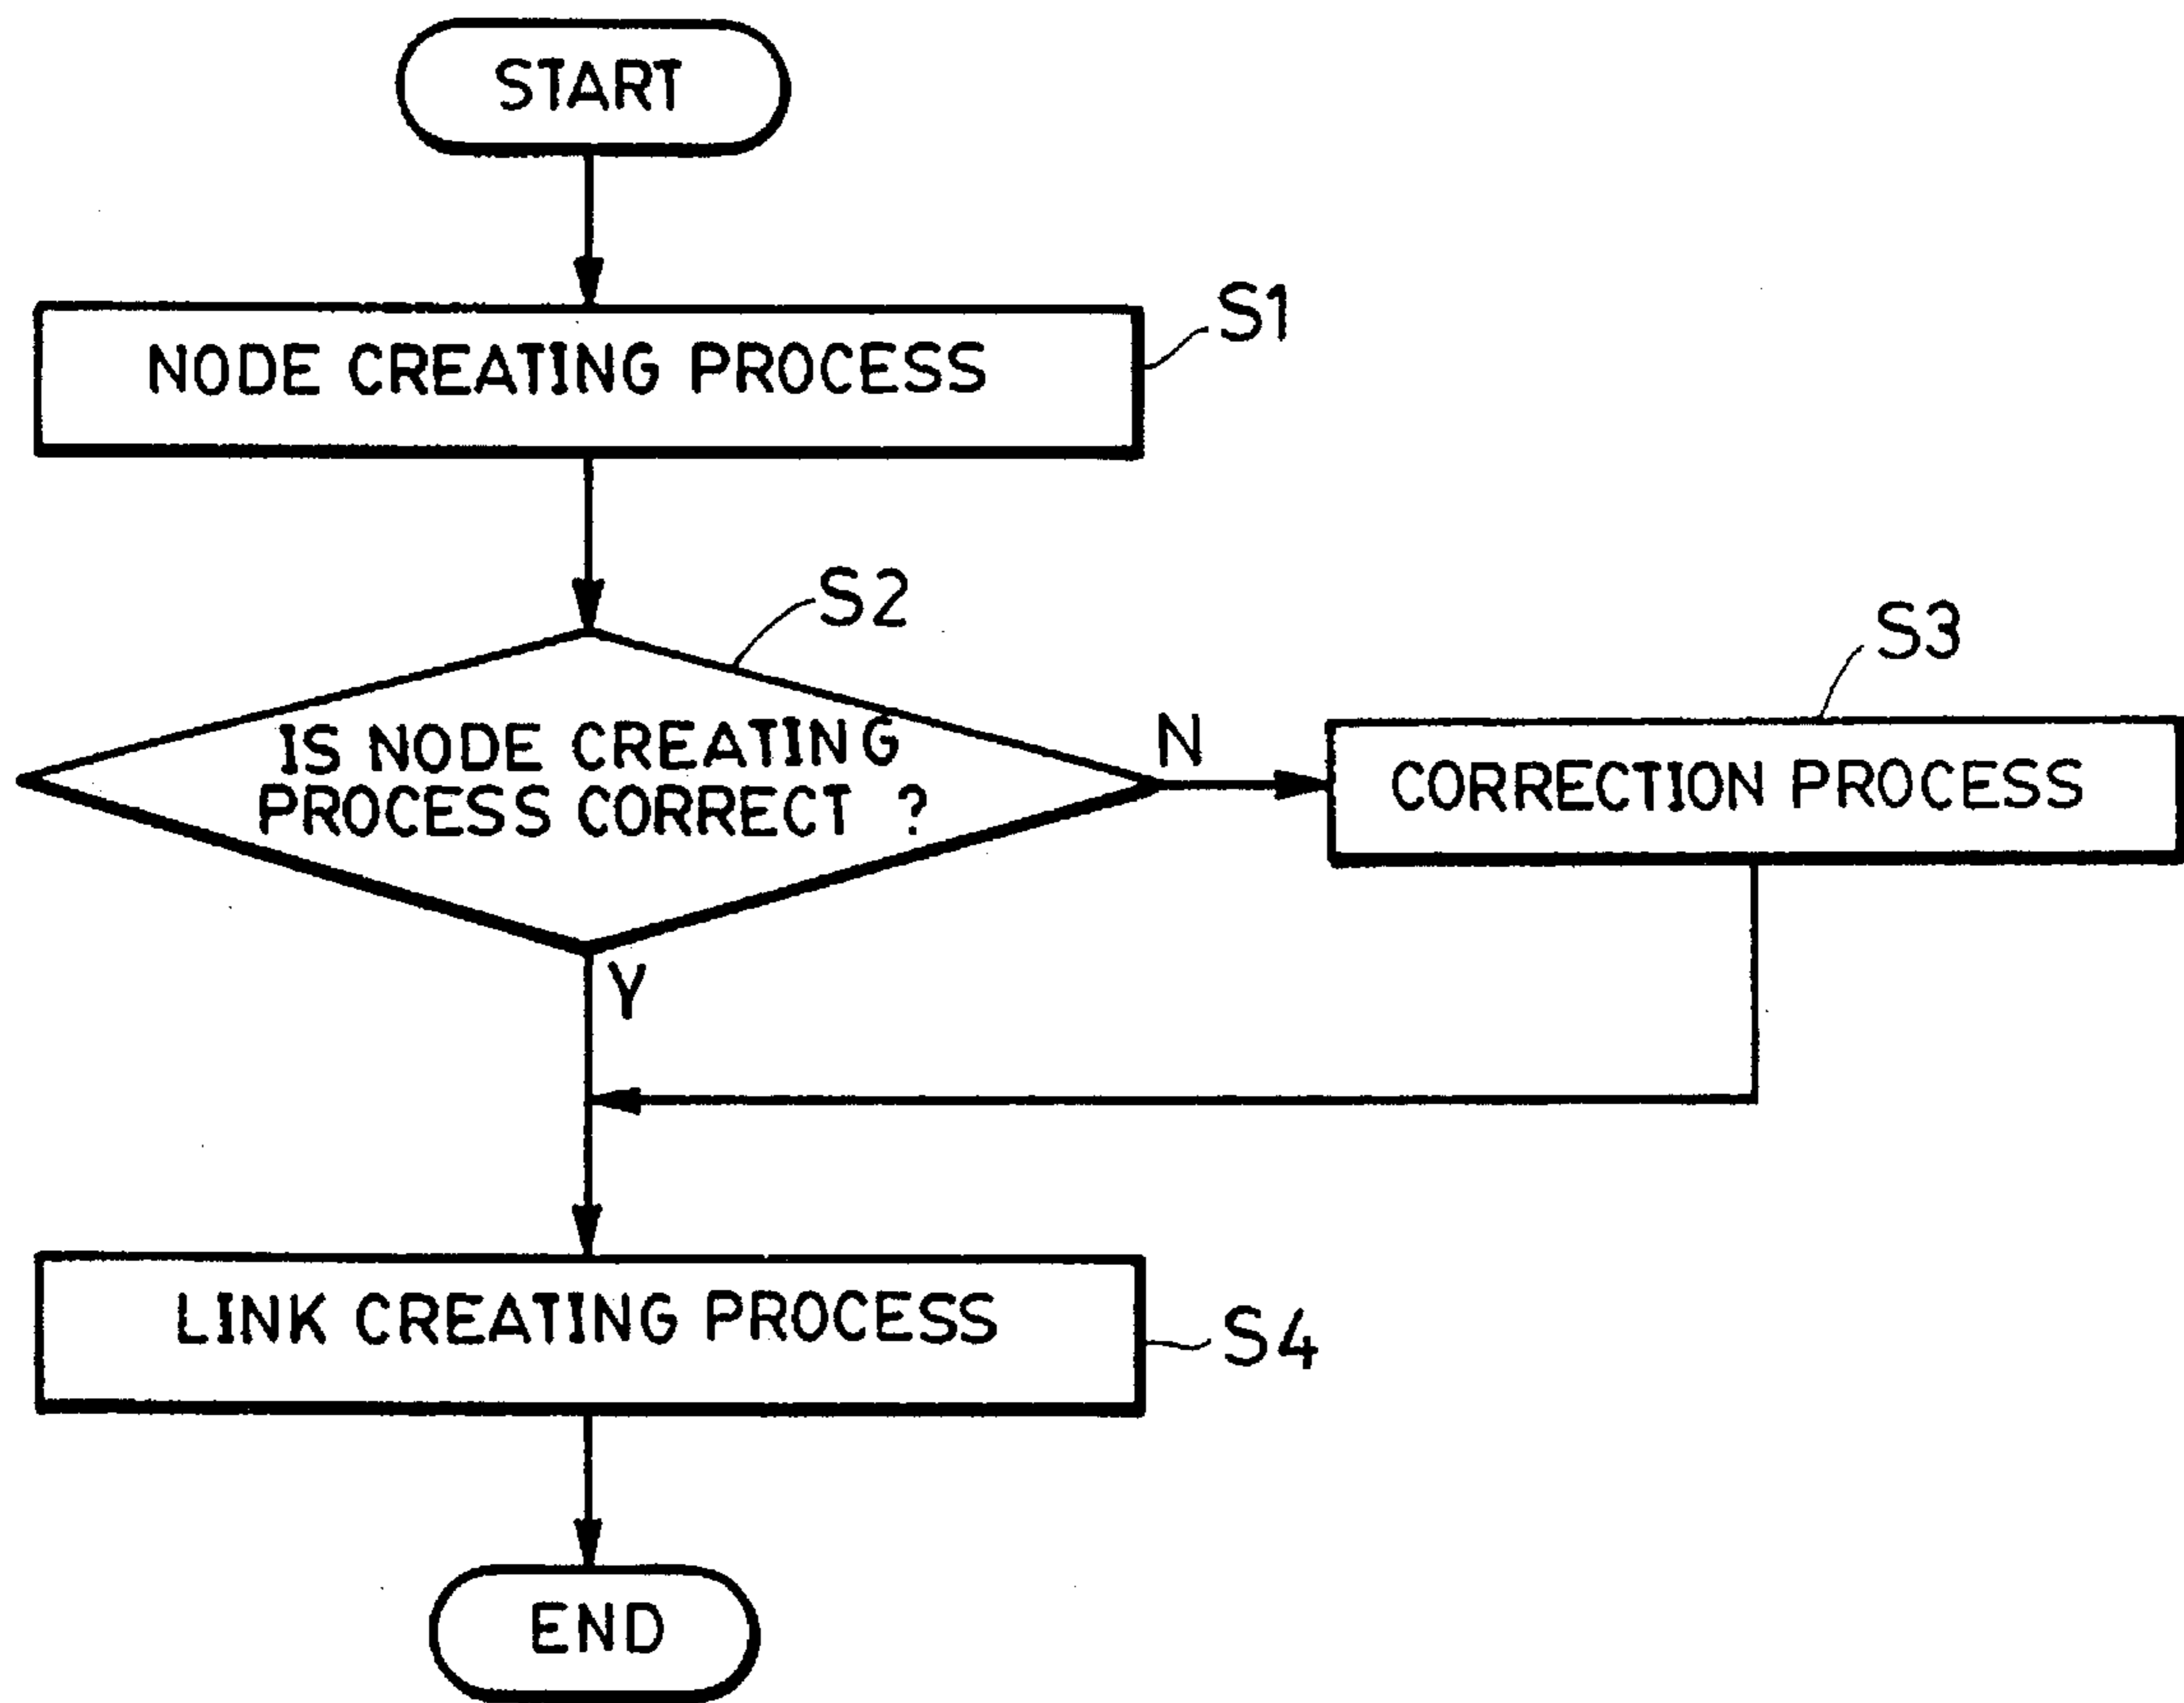 START
NODE CREATING PROCESS
S1
S2
IS NODE CREATING
PROCESS CORRECT ?
N
S3
CORRECTION PROCESS
Y
LINK CREATING PROCESS
S4
END